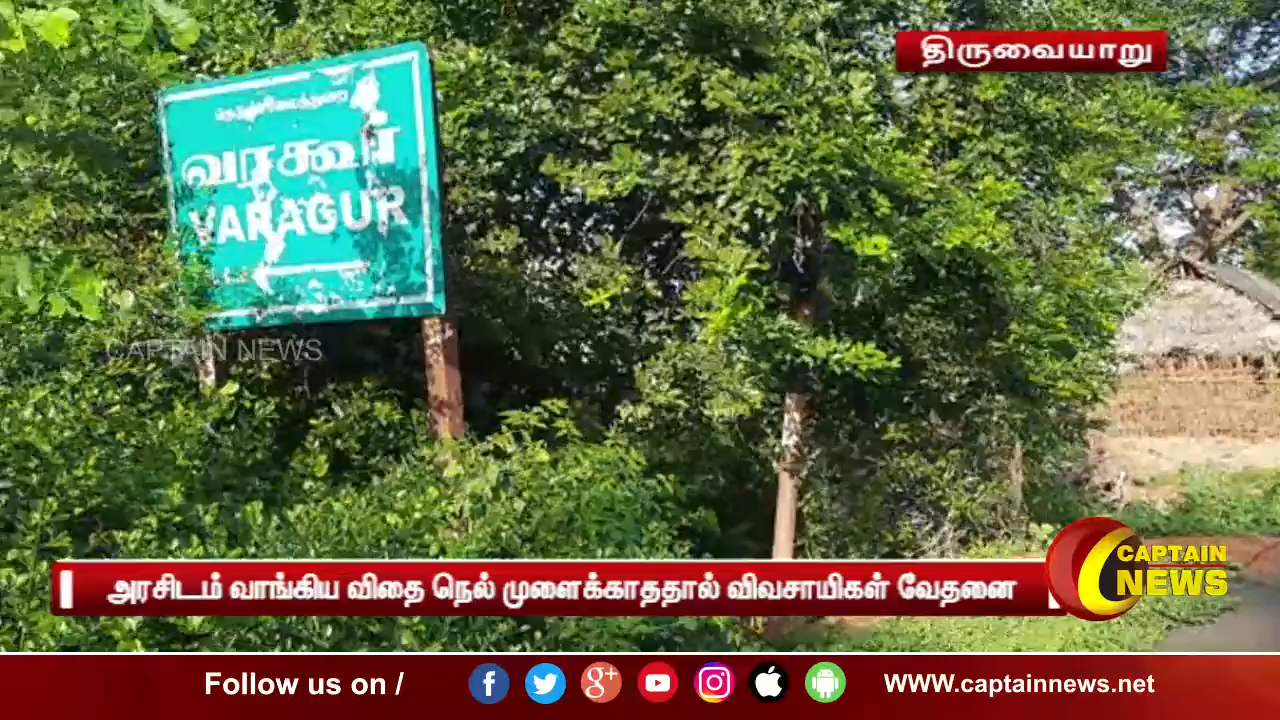 திருவையாறு
நெடுஞ்சாலைத்துறை
வரகூர்
VARAGUR
CAPTAIN NEWS
அரசிடம் வாங்கிய விதை நெல் முளைக்காததால் விவசாயிகள் வேதனை
CAPTAIN
NEWS
Follow us on /
www.captainnews.net